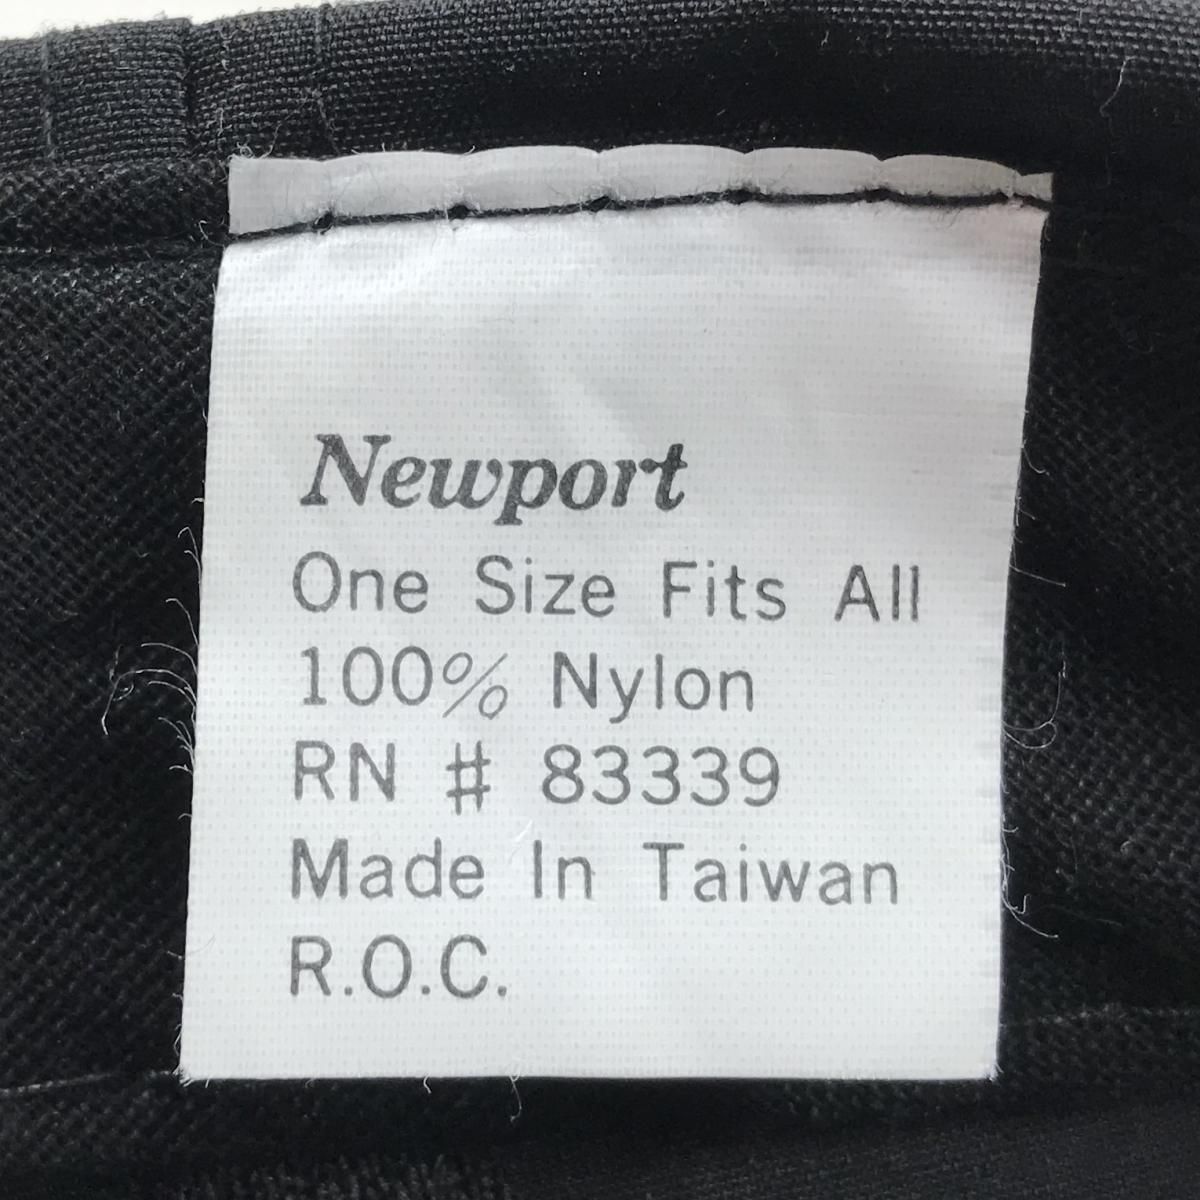 Newport
One Size Fits All
100% Nylon
RN # 83339
Made In Taiwan
R.O.C.